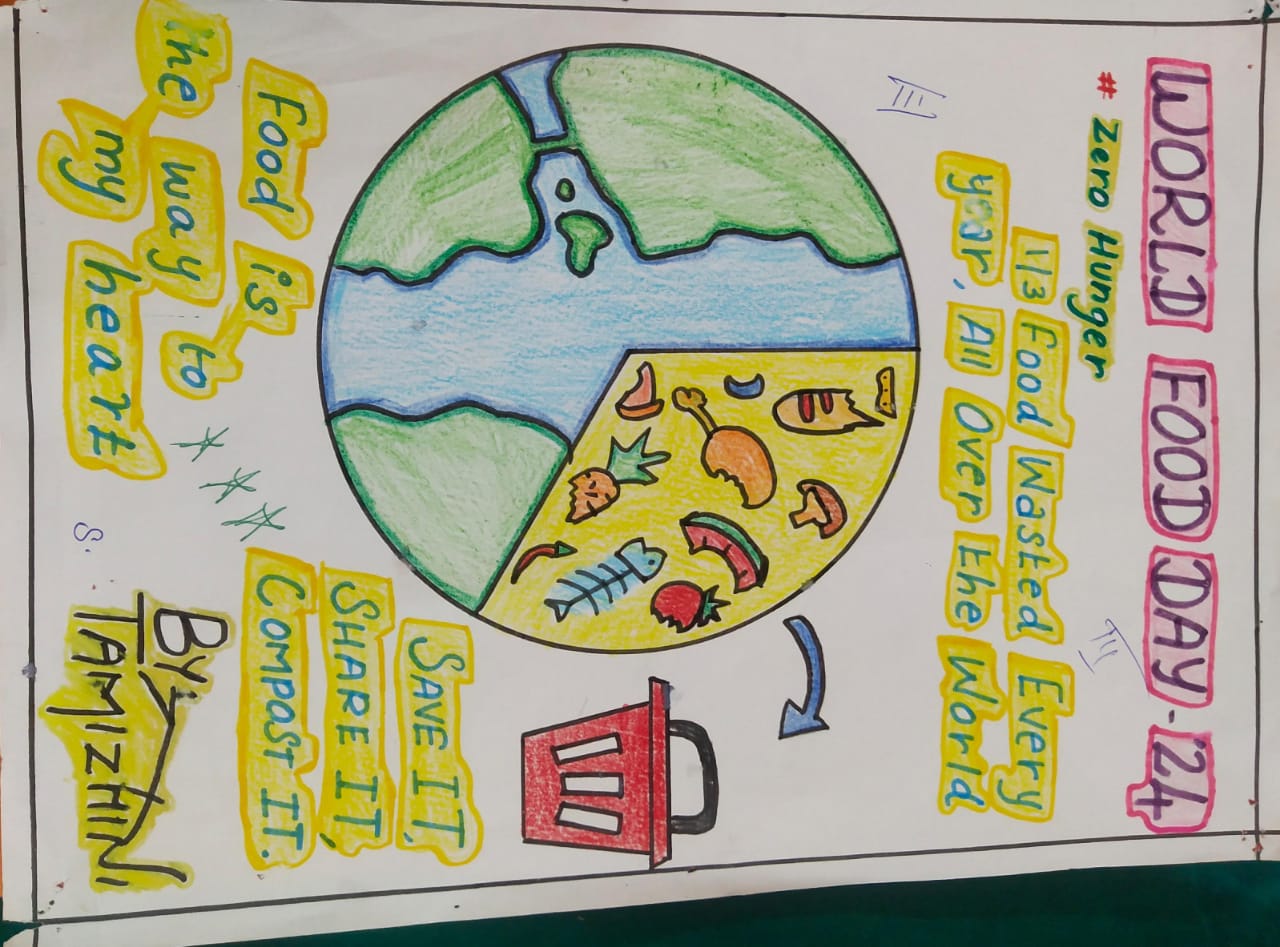 WORLD FOOD DAY-'24
# Zero Hunger
III
1/3 Food Wasted Every
year, All Over the World
III
Food is
the way to
my heart
SAVE IT,
SHARE IT,
COMPOST IT.
S.
BY,
TAMIZHINI